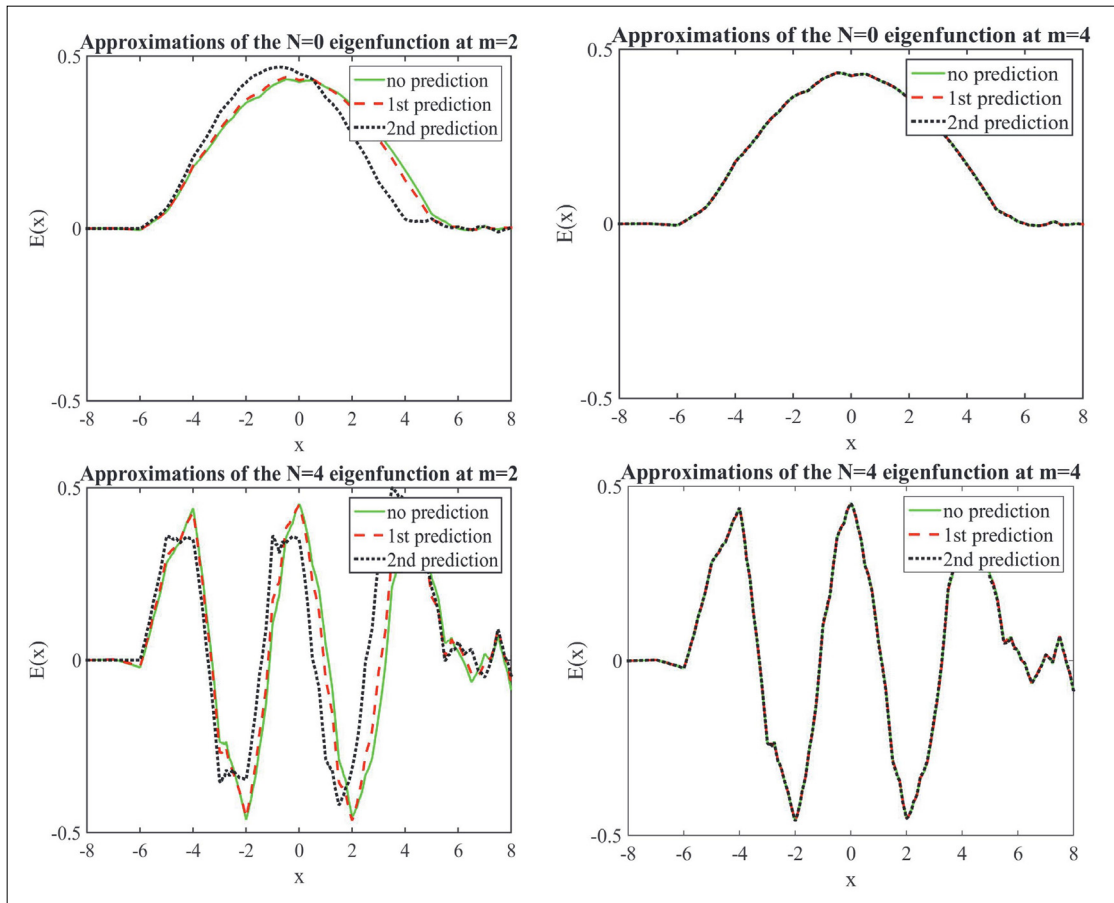 Approximations of the N=0 eigenfunction at m=2
0.5
no prediction
1st prediction
2nd prediction
E(x)
0
-0.5
-8 -6 -4 -2 0 2 4 6 8
x
Approximations of the N=0 eigenfunction at m=4
0.5
no prediction
1st prediction
2nd prediction
E(x)
0
-0.5
-8 -6 -4 -2 0 2 4 6 8
x
Approximations of the N=4 eigenfunction at m=2
0.5
no prediction
1st prediction
2nd prediction
E(x)
0
-0.5
-8 -6 -4 -2 0 2 4 6 8
x
Approximations of the N=4 eigenfunction at m=4
0.5
no prediction
1st prediction
2nd prediction
E(x)
0
-0.5
-8 -6 -4 -2 0 2 4 6 8
x